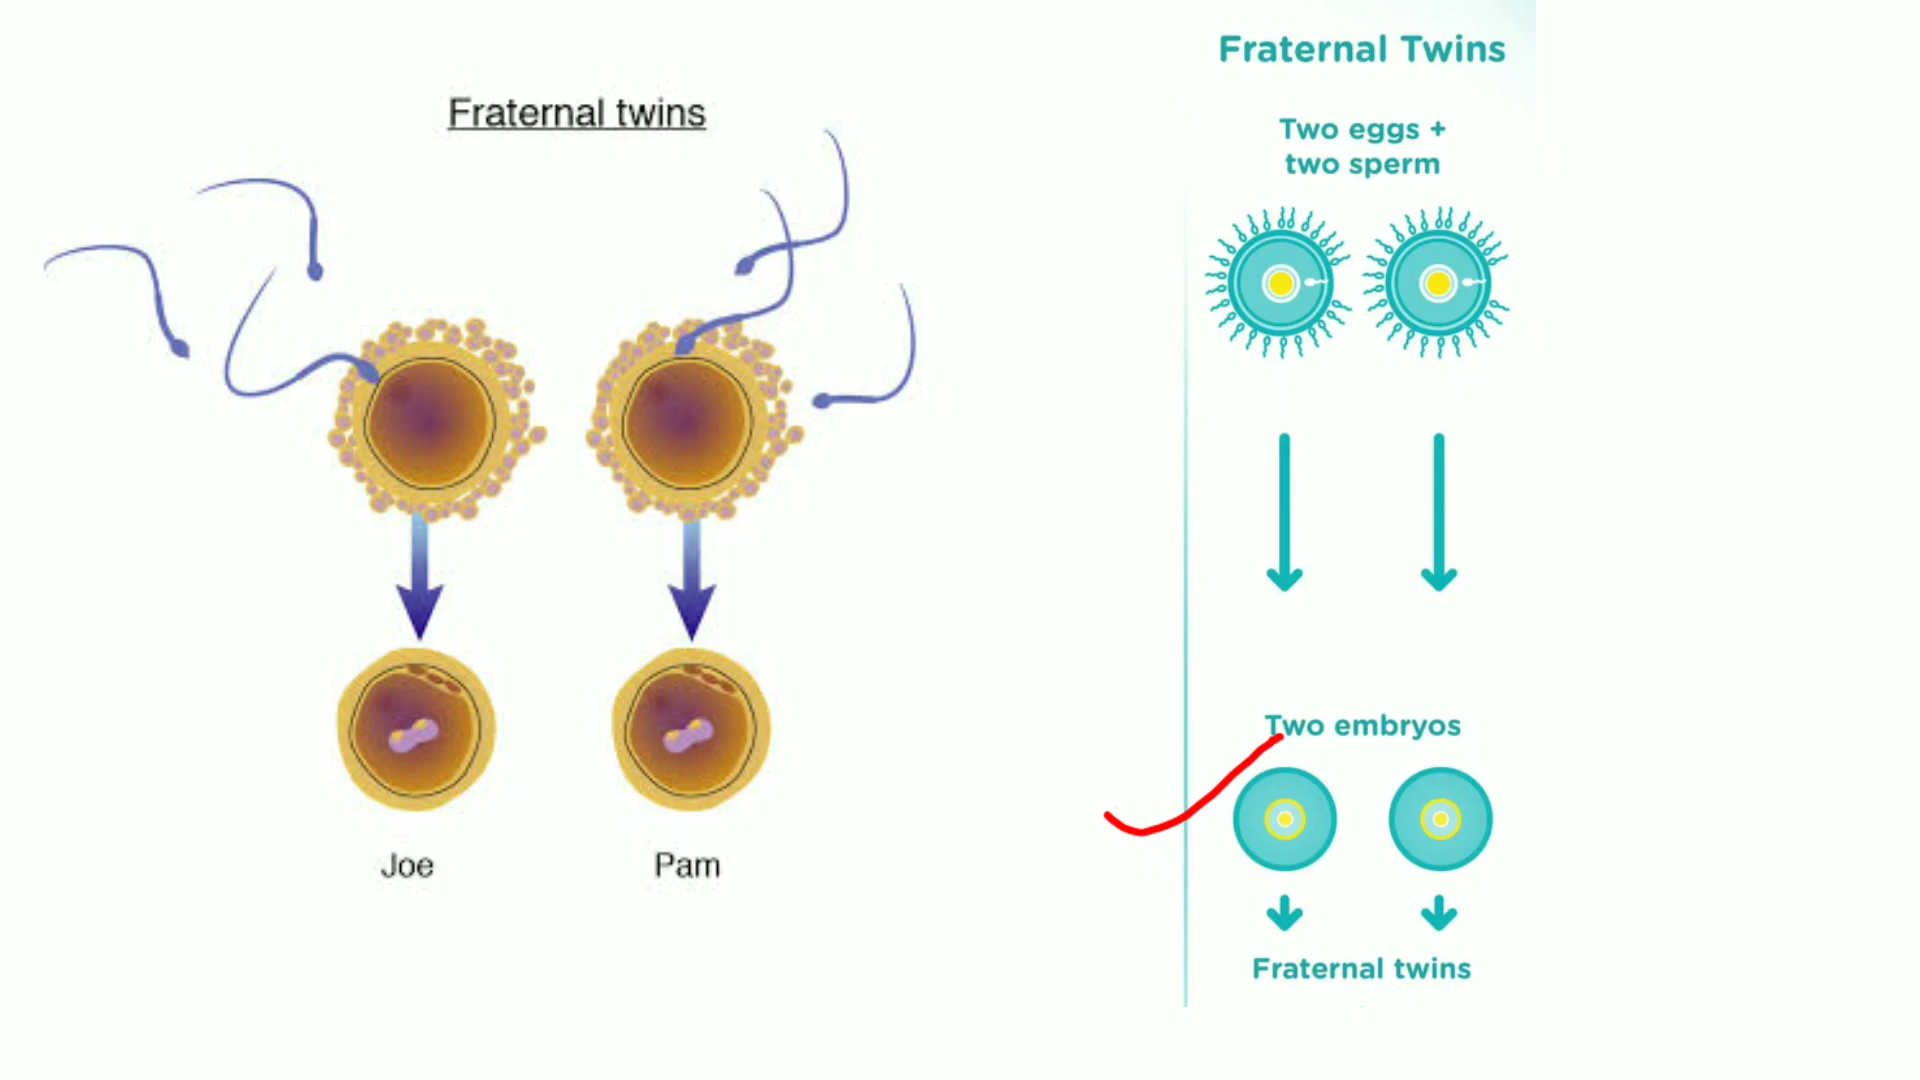 Fraternal twins
Joe
Pam
Fraternal Twins
Two eggs +
two sperm
Two embryos
Fraternal twins